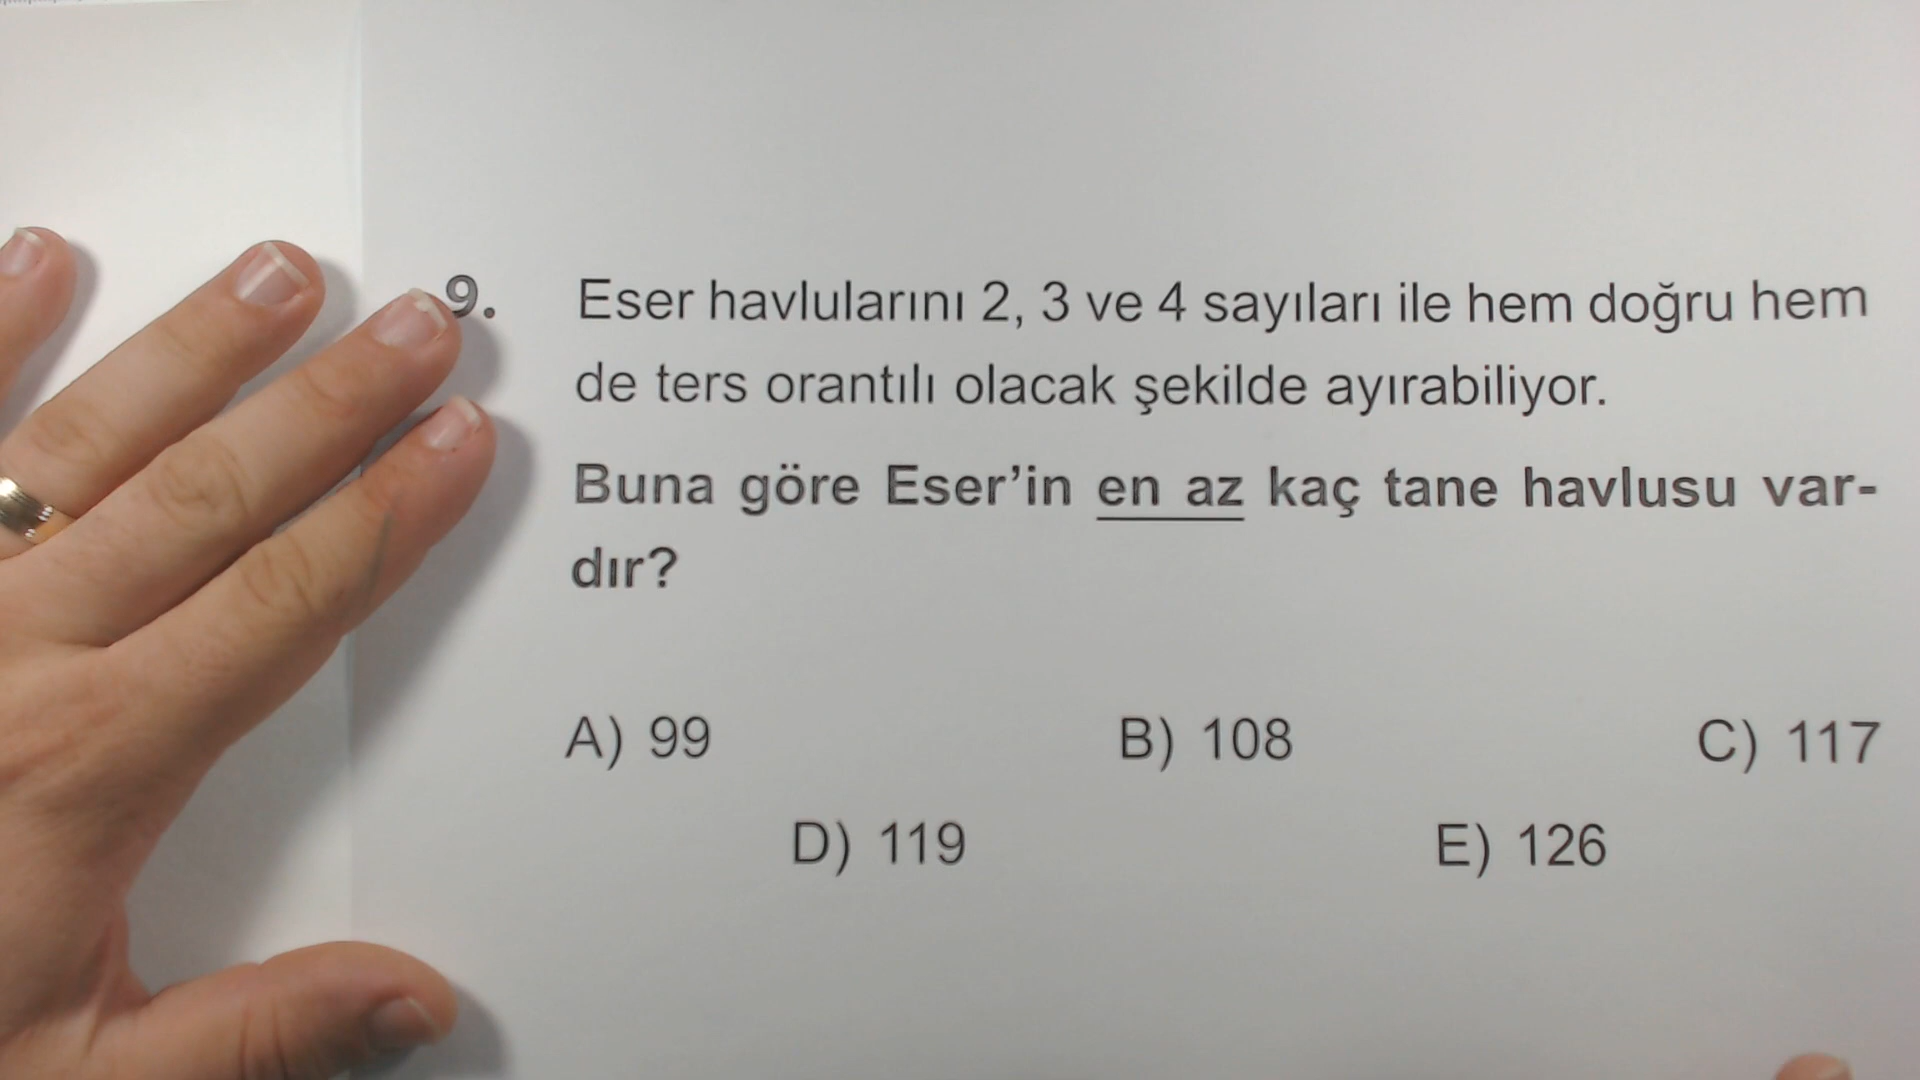 9. Eser havlularını 2, 3 ve 4 sayıları ile hem doğru hem
de ters orantılı olacak şekilde ayırabiliyor.
Buna göre Eser’in en az kaç tane havlusu var-
dır?
A) 99 B) 108 C) 117
D) 119 E) 126